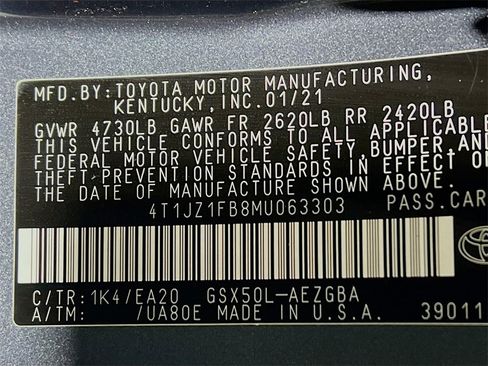 MFD.BY:TOYOTA MOTOR MANUFACTURING,
KENTUCKY, INC.01/21
GVWR 4730LB GAWR FR 2620LB RR 2420LB
THIS VEHICLE CONFORMS TO ALL APPLICABLE
FEDERAL MOTOR VEHICLE SAFETY, BUMPER, AND
THEFT PREVENTION STANDARDS IN EFFECT ON
THE DATE OF MANUFACTURE SHOWN ABOVE.
4T1JZ1FB8MU063303 PASS.CAR
C/TR:1K4/EA20 GSX50L-AEZGBA
A/TM: /UA80E MADE IN U.S.A. 39011